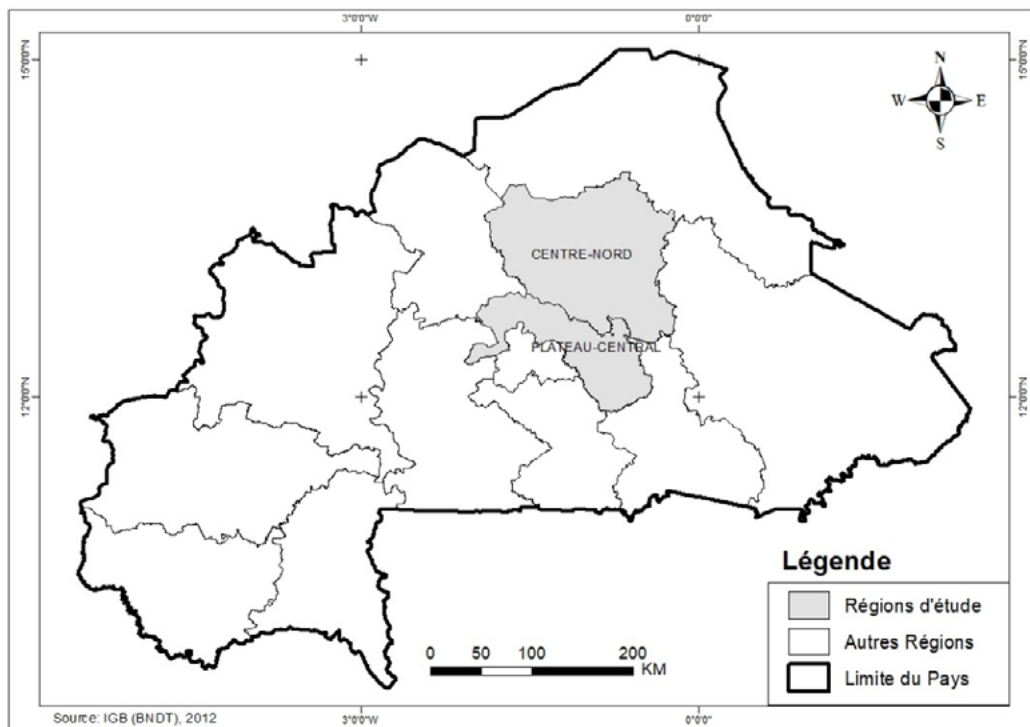 3°0'0"W 0°0'0"
15°0'0"N 15°0'0"N
N
W E
S
CENTRE-NORD
PLATEAU-CENTRAL
12°0'0"N 12°0'0"N
Légende
Régions d'étude
Autres Régions
Limite du Pays
0 50 100 200
KM
Source: IGB (BNDT), 2012
3°0'0"W 0°0'0"